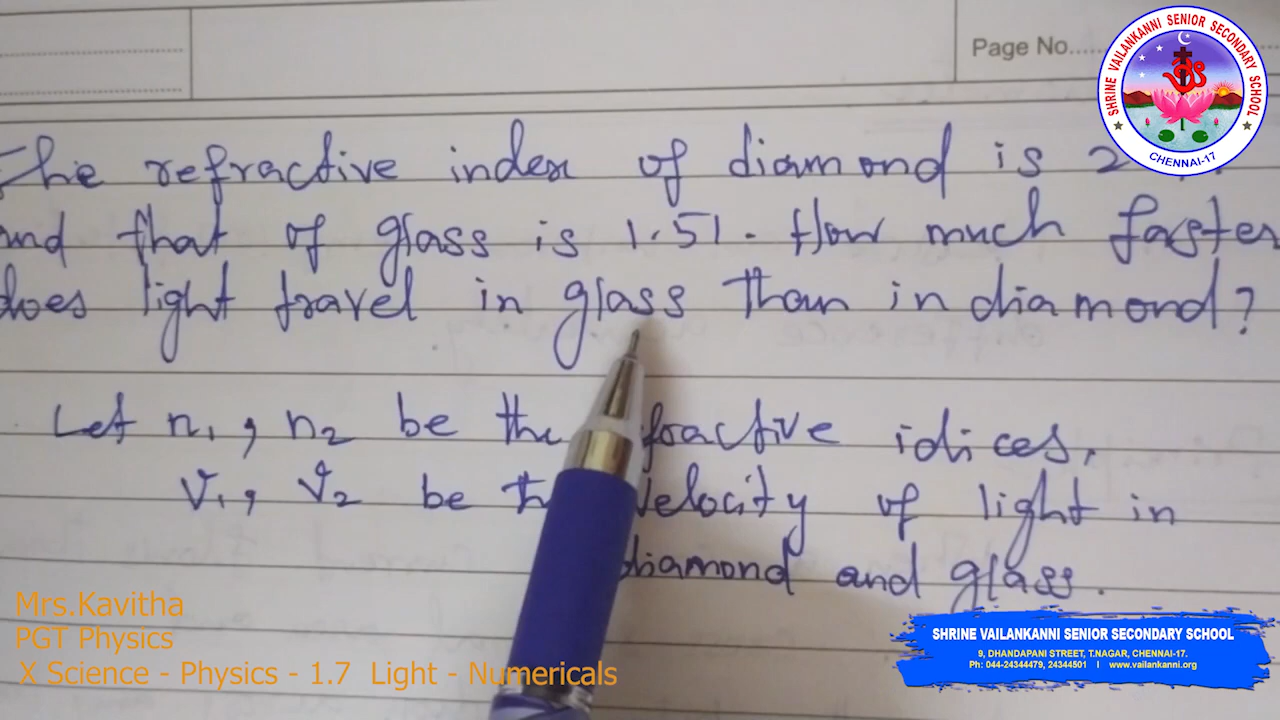 Page No.....
SHRINE VAILANKANNI SENIOR SECONDARY SCHOOL
CHENNAI-17
The refractive index of diamond is 2
and that of glass is 1.51. How much faster
does light travel in glass than in diamond?
Let n1, n2 be the refractive idices,
V1, V2 be the velocity of light in
diamond and glass.
Mrs.Kavitha
PGT Physics
X Science - Physics - 1.7 Light - Numericals
SHRINE VAILANKANNI SENIOR SECONDARY SCHOOL
9, DHANDAPANI STREET, T.NAGAR, CHENNAI-17.
Ph: 044-24344479, 24344501 | www.vailankanni.org